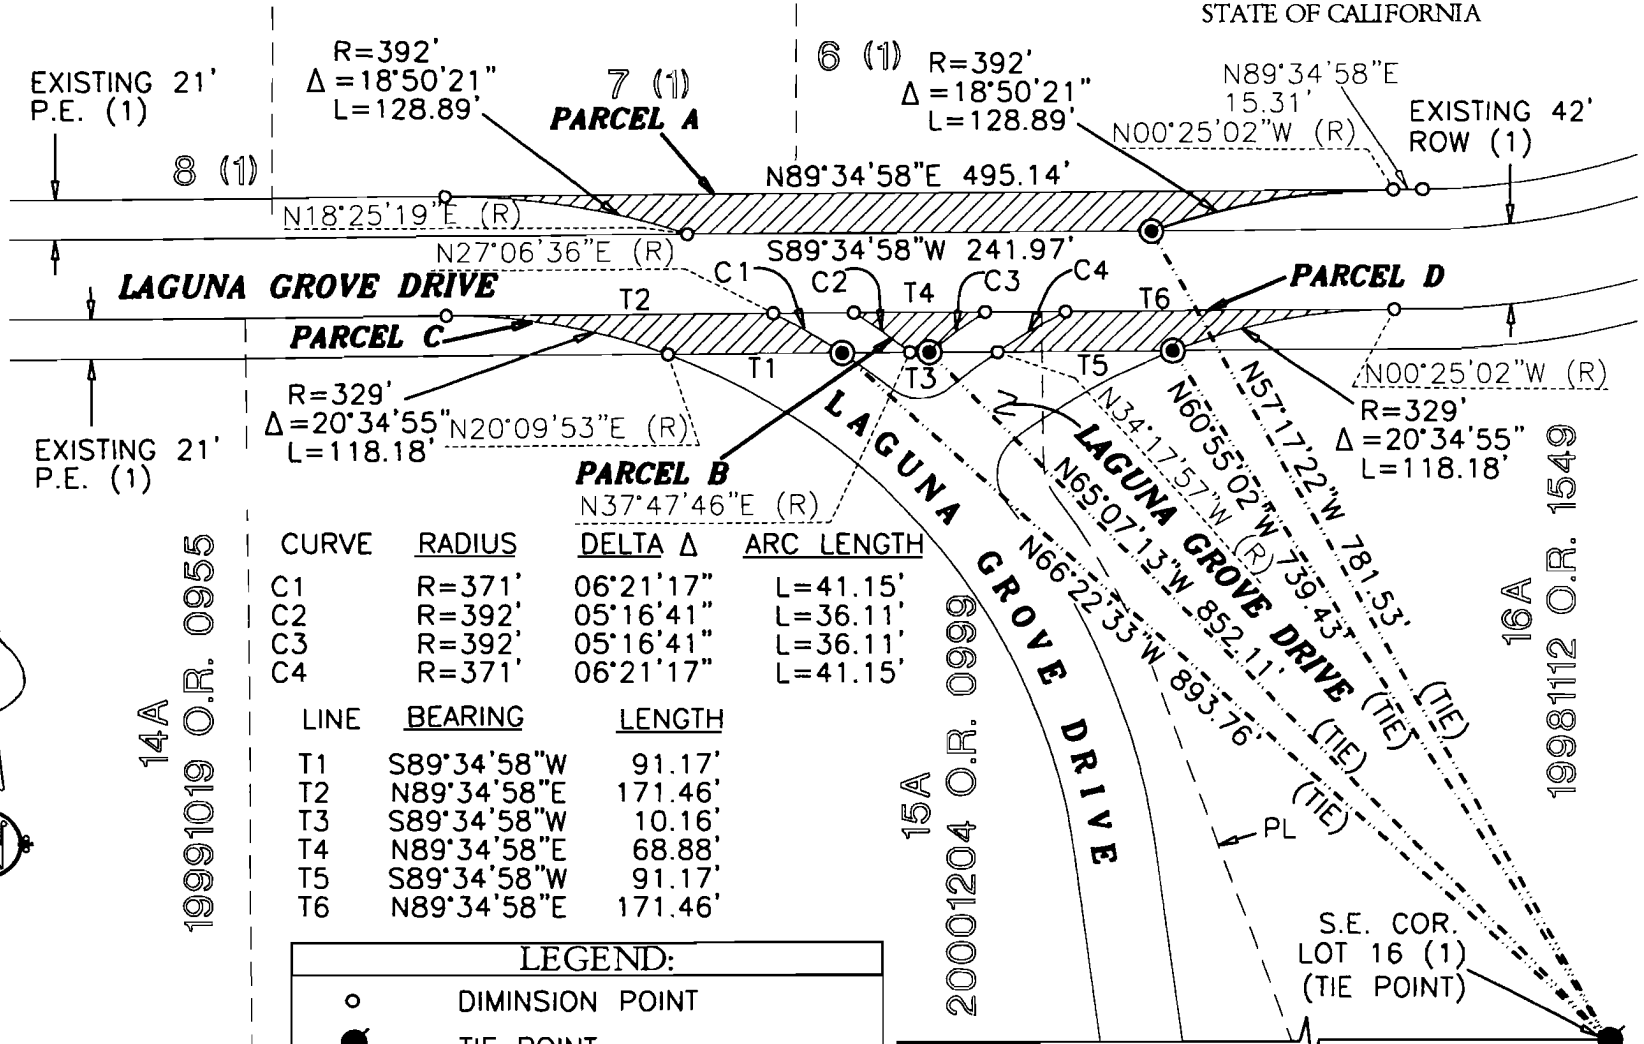 STATE OF CALIFORNIA
EXISTING 21'
P.E. (1)
R=392'
Δ=18°50'21"
L=128.89'
7 (1)
PARCEL A
6 (1)
R=392'
Δ=18°50'21"
L=128.89'
N89°34'58"E
15.31'
N00°25'02"W (R)
EXISTING 42'
ROW (1)
8 (1)
N89°34'58"E 495.14'
N18°25'19"E (R)
N27°06'36"E (R)
S89°34'58"W 241.97'
C1
C2
T4
C3
C4
LAGUNA GROVE DRIVE
T2
T6
PARCEL D
PARCEL C
T1
T3
T5
N00°25'02"W (R)
R=329'
Δ=20°34'55"
L=118.18'
N20°09'53"E (R)
R=329'
Δ=20°34'55"
L=118.18'
EXISTING 21'
P.E. (1)
PARCEL B
N37°47'46"E (R)
LAGUNA GROVE DRIVE
LAGUNA GROVE DRIVE
N34°17'57"W (R)
N57°17'22"W 781.53'
(TIE)
N60°55'02"W 739.43'
(TIE)
N65°07'13"W 852.11'
(TIE)
N66°22'33"W 893.76'
(TIE)
CURVE RADIUS DELTA Δ ARC LENGTH
C1 R=371' 06°21'17" L=41.15'
C2 R=392' 05°16'41" L=36.11'
C3 R=392' 05°16'41" L=36.11'
C4 R=371' 06°21'17" L=41.15'
LINE BEARING LENGTH
T1 S89°34'58"W 91.17'
T2 N89°34'58"E 171.46'
T3 S89°34'58"W 10.16'
T4 N89°34'58"E 68.88'
T5 S89°34'58"W 91.17'
T6 N89°34'58"E 171.46'
14A
19991019 O.R. 0955
15A
20001204 O.R. 0999
16A
19981112 O.R. 1549
PL
S.E. COR.
LOT 16 (1)
(TIE POINT)
LEGEND:
DIMINSION POINT
TIE POINT